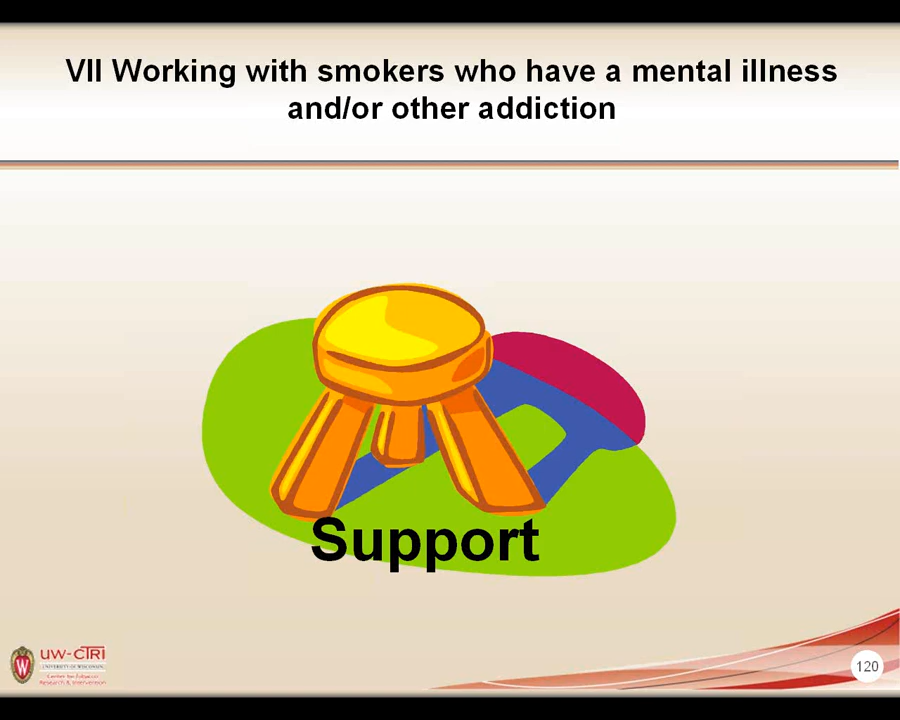 VII Working with smokers who have a mental illness
and/or other addiction
Support
W
UW-CTRI
UNIVERSITY OF WISCONSIN
Center for Tobacco
Research & Intervention
120